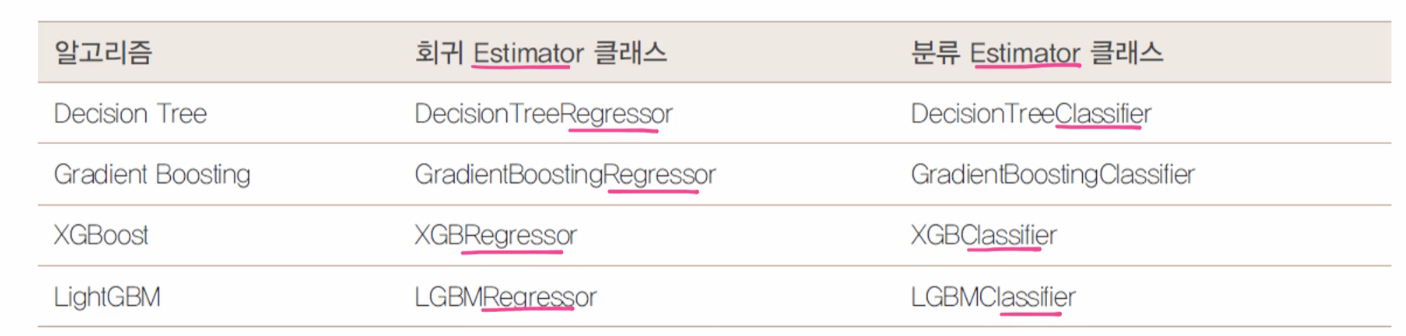 알고리즘 회귀 Estimator 클래스 분류 Estimator 클래스
Decision Tree DecisionTreeRegressor DecisionTreeClassifier
Gradient Boosting GradientBoostingRegressor GradientBoostingClassifier
XGBoost XGBRegressor XGBClassifier
LightGBM LGBMRegressor LGBMClassifier